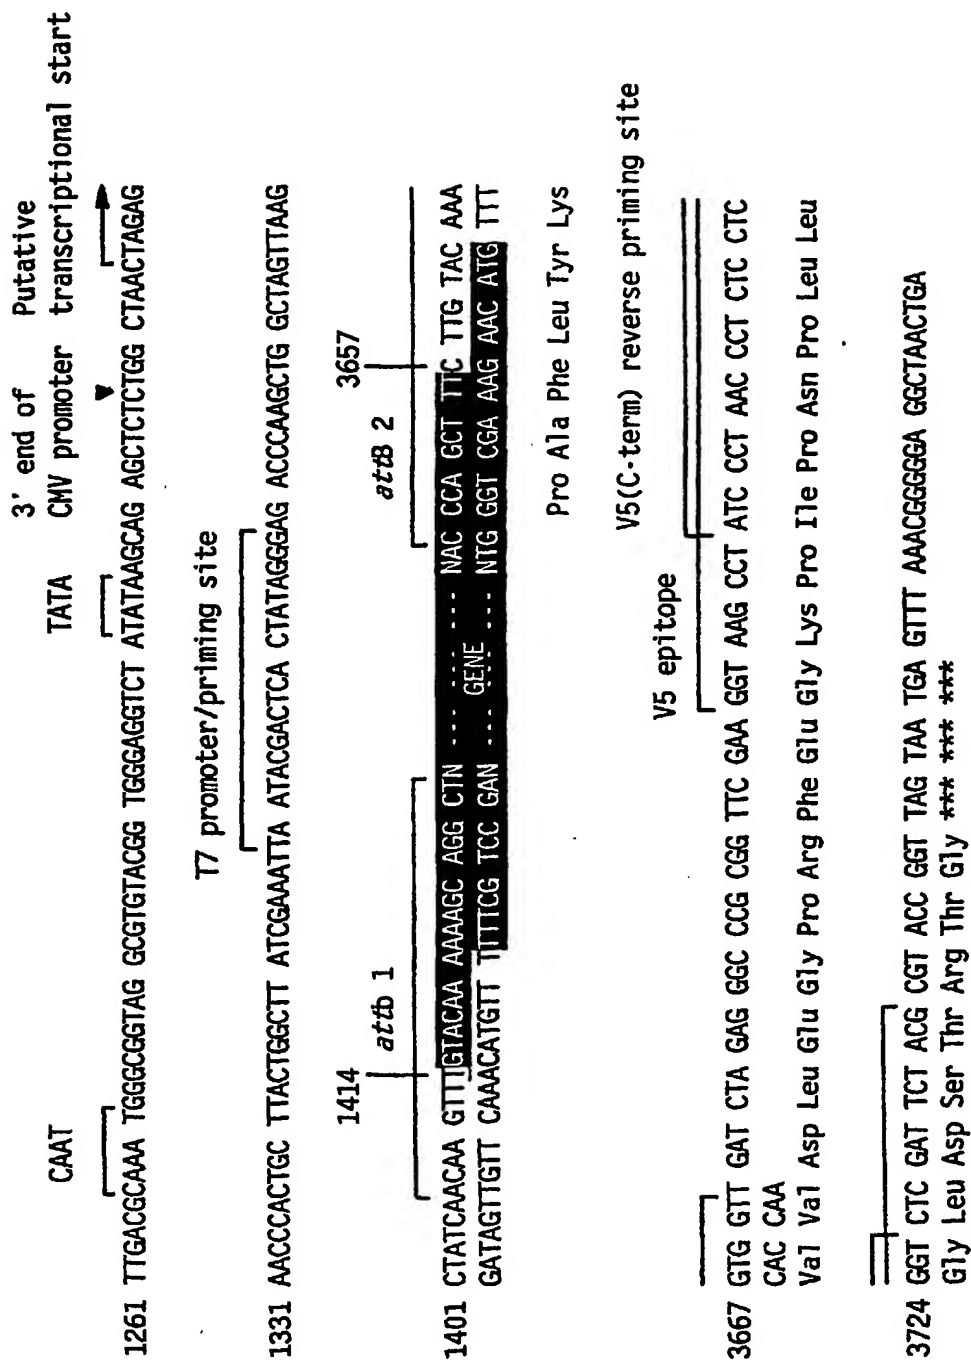 3' end of Putative
CAAT TATA CMV promoter transcriptional start
1261 TTGACGCAAA TGGGCGGTAG GCGTGTACGG TGGGAGGTCT ATATAAGCAG AGCTCTCTGG CTAACTAGAG
T7 promoter/priming site
1331 AACCCACTGC TTACTGGCTT ATCGAAATTA ATACGACTCA CTATAGGGAG ACCCAAGCTG GCTAGTTAAG
1414 3657
attb 1 attB 2
1401 CTATCAACAA GTTTGTACAA AAAAGC AGG CTN ... ---- NAC CCA GCT TTC TTG TAC AAA
GENE
GATAGTTGTT CAAACATGTT TTTTCG TCC GAN ... ---- NTG GGT CGA AAG AAC ATG TTT
Pro Ala Phe Leu Tyr Lys
V5 epitope V5(C-term) reverse priming site
3667 GTG GTT GAT CTA GAG GGC CCG CGG TTC GAA GGT AAG CCT ATC CCT AAC CCT CTC CTC
CAC CAA
Val Val Asp Leu Glu Gly Pro Arg Phe Glu Gly Lys Pro Ile Pro Asn Pro Leu Leu
3724 GGT CTC GAT TCT ACG CGT ACC GGT TAG TAA TGA GTTT AAACGGGGGA GGCTAACTGA
Gly Leu Asp Ser Thr Arg Thr Gly *** *** ***